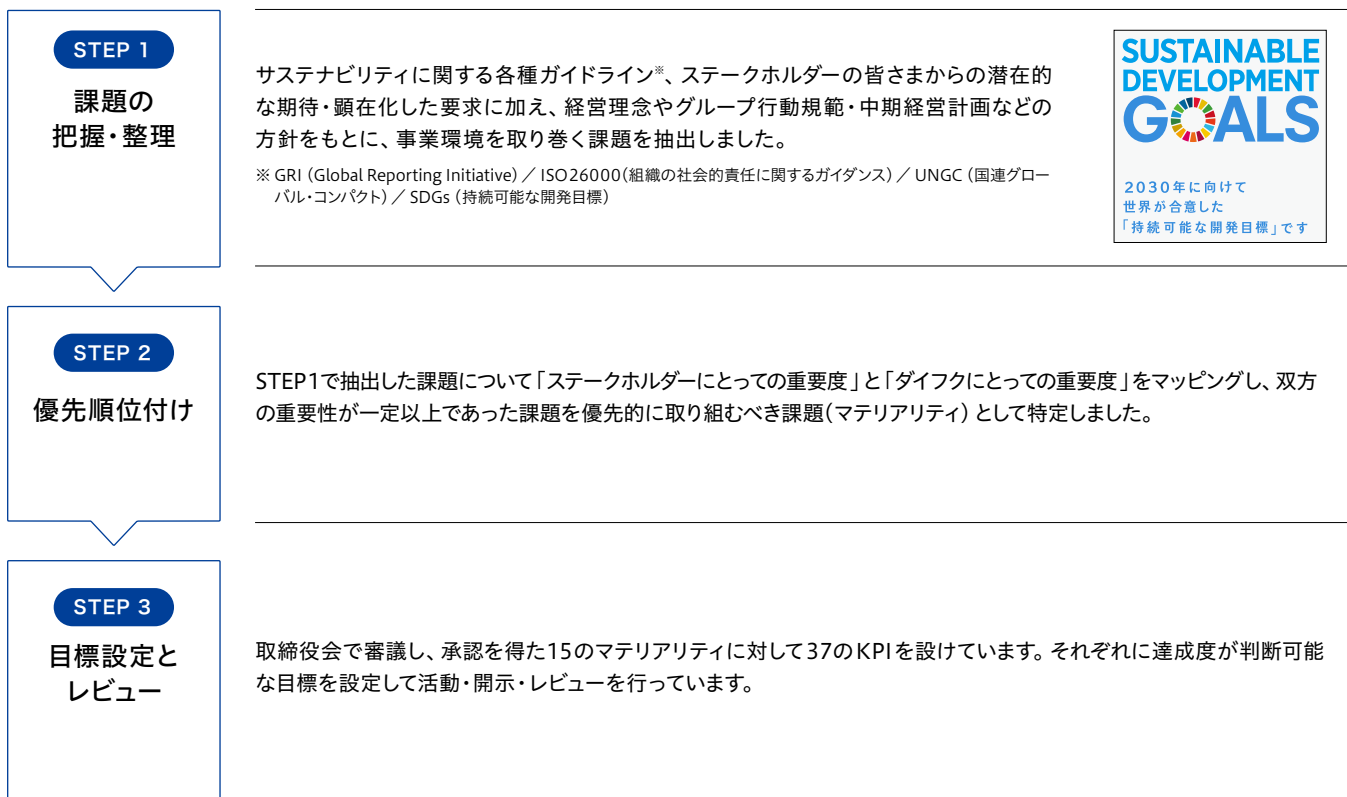 STEP 1
課題の
把握・整理
サステナビリティに関する各種ガイドライン※、ステークホルダーの皆さまからの潜在的
な期待・顕在化した要求に加え、経営理念やグループ行動規範・中期経営計画などの
方針をもとに、事業環境を取り巻く課題を抽出しました。
※ GRI（Global Reporting Initiative）／ ISO26000（組織の社会的責任に関するガイダンス）／ UNGC（国連グロー
バル・コンパクト）／ SDGs（持続可能な開発目標）
SUSTAINABLE
DEVELOPMENT
GOALS
2030年に向けて
世界が合意した
「持続可能な開発目標」です
STEP 2
優先順位付け
STEP1で抽出した課題について「ステークホルダーにとっての重要度」と「ダイフクにとっての重要度」をマッピングし、双方
の重要性が一定以上であった課題を優先的に取り組むべき課題（マテリアリティ）として特定しました。
STEP 3
目標設定と
レビュー
取締役会で審議し、承認を得た15のマテリアリティに対して37のKPIを設けています。それぞれに達成度が判断可能
な目標を設定して活動・開示・レビューを行っています。